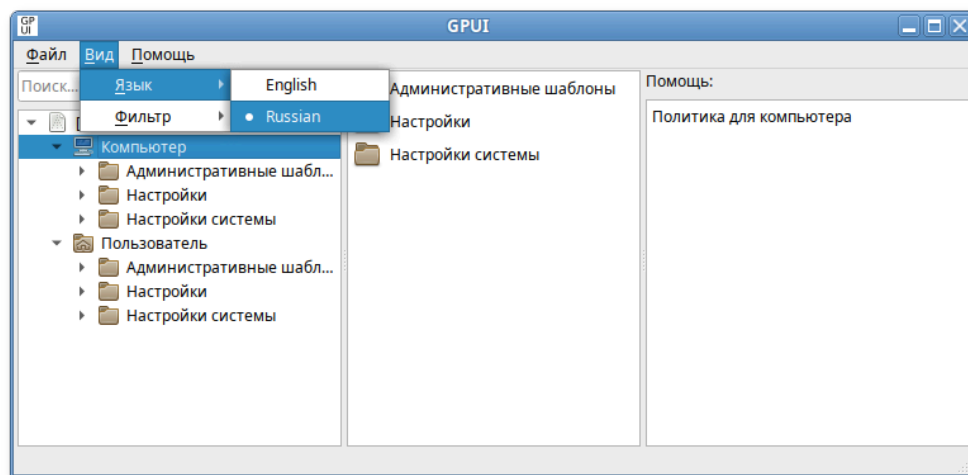 GPUI
GPUI
Файл Вид Помощь
Поиск...
Язык
Фильтр
English
Russian
Компьютер
Административные шабл...
Настройки
Настройки системы
Пользователь
Административные шабл...
Настройки
Настройки системы
Административные шаблоны
Настройки
Настройки системы
Помощь:
Политика для компьютера